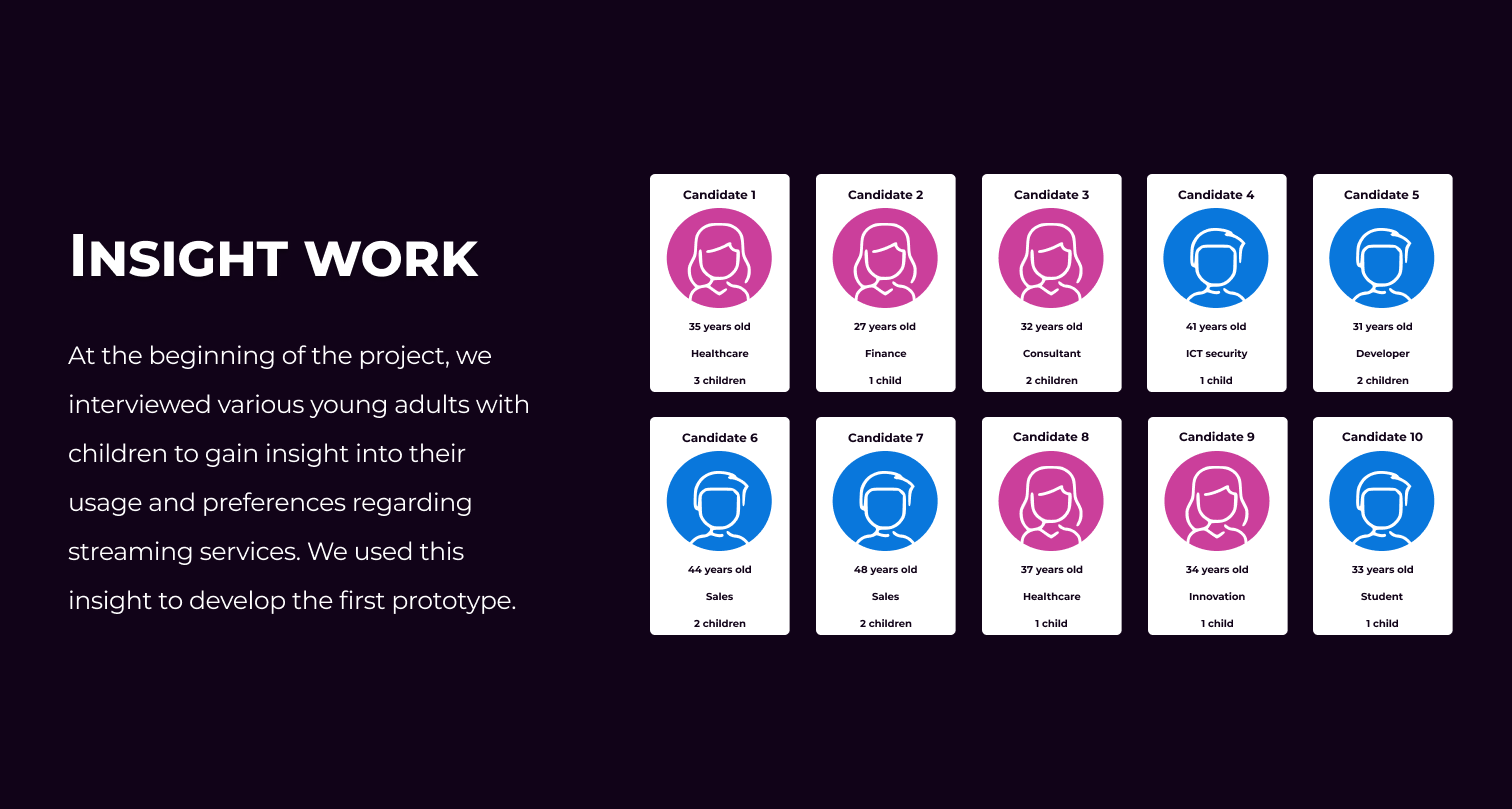 Insight work
At the beginning of the project, we
interviewed various young adults with
children to gain insight into their
usage and preferences regarding
streaming services. We used this
insight to develop the first prototype.
Candidate 1
35 years old
Healthcare
3 children
Candidate 2
27 years old
Finance
1 child
Candidate 3
32 years old
Consultant
2 children
Candidate 4
41 years old
ICT security
1 child
Candidate 5
31 years old
Developer
2 children
Candidate 6
44 years old
Sales
2 children
Candidate 7
48 years old
Sales
2 children
Candidate 8
37 years old
Healthcare
1 child
Candidate 9
34 years old
Innovation
1 child
Candidate 10
33 years old
Student
1 child